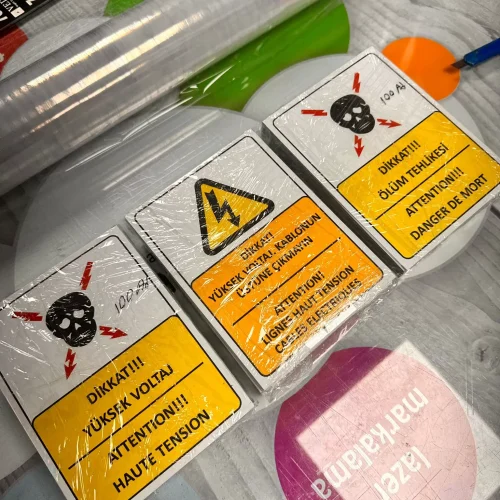 100 Ad
DİKKAT!!!
YÜKSEK VOLTAJ
ATTENTION!!!
HAUTE TENSION
DİKKAT!
YÜKSEK VOLTAJ, KABLONUN
ÜSTÜNE ÇIKMAYIN
ATTENTION!
LIGNES HAUT TENSION
CABLES ELECTRIQUES
100 Ad
DİKKAT!!!
ÖLÜM TEHLİKESİ
ATTENTION!!!
DANGER DE MORT
lazer
markalama